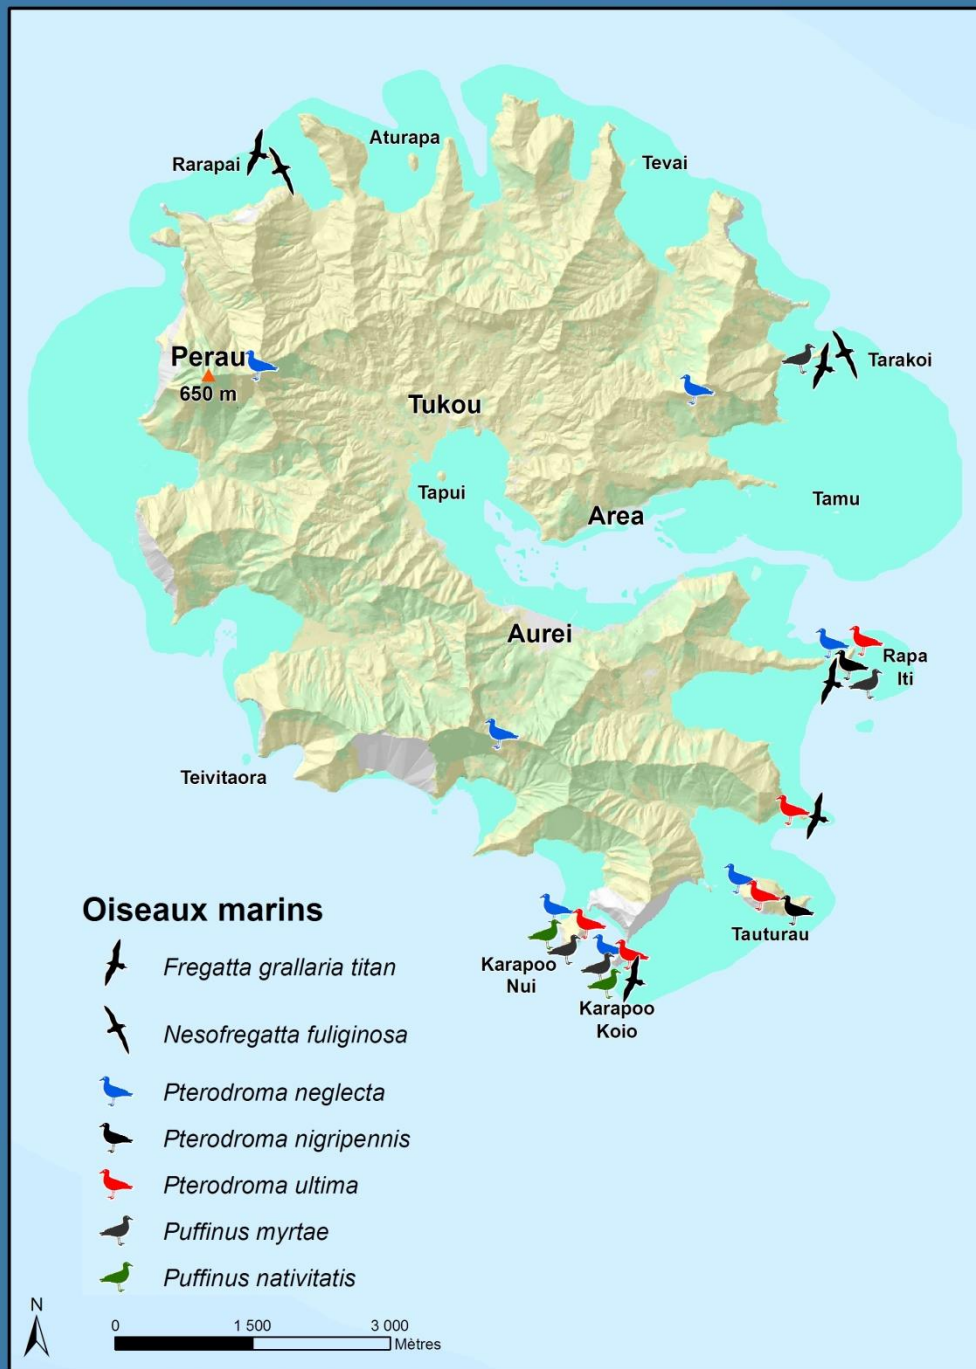 Aturapa
Rarapai
Tevai
Perau
650 m
Tarakoi
Tukou
Tapui
Tamu
Area
Aurei
Rapa
Iti
Teivitaora
Tauturau
Karapoo
Nui
Karapoo
Koio
Oiseaux marins
Fregatta grallaria titan
Nesofregatta fuliginosa
Pterodroma neglecta
Pterodroma nigripennis
Pterodroma ultima
Puffinus myrtae
Puffinus nativitatis
N
0 1 500 3 000
Mètres